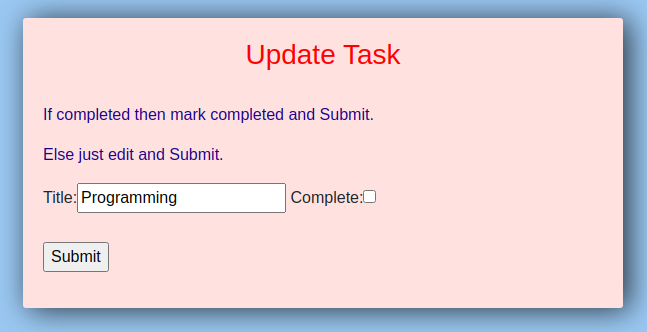 Update Task
If completed then mark completed and Submit.
Else just edit and Submit.
Title: Programming Complete:
Submit